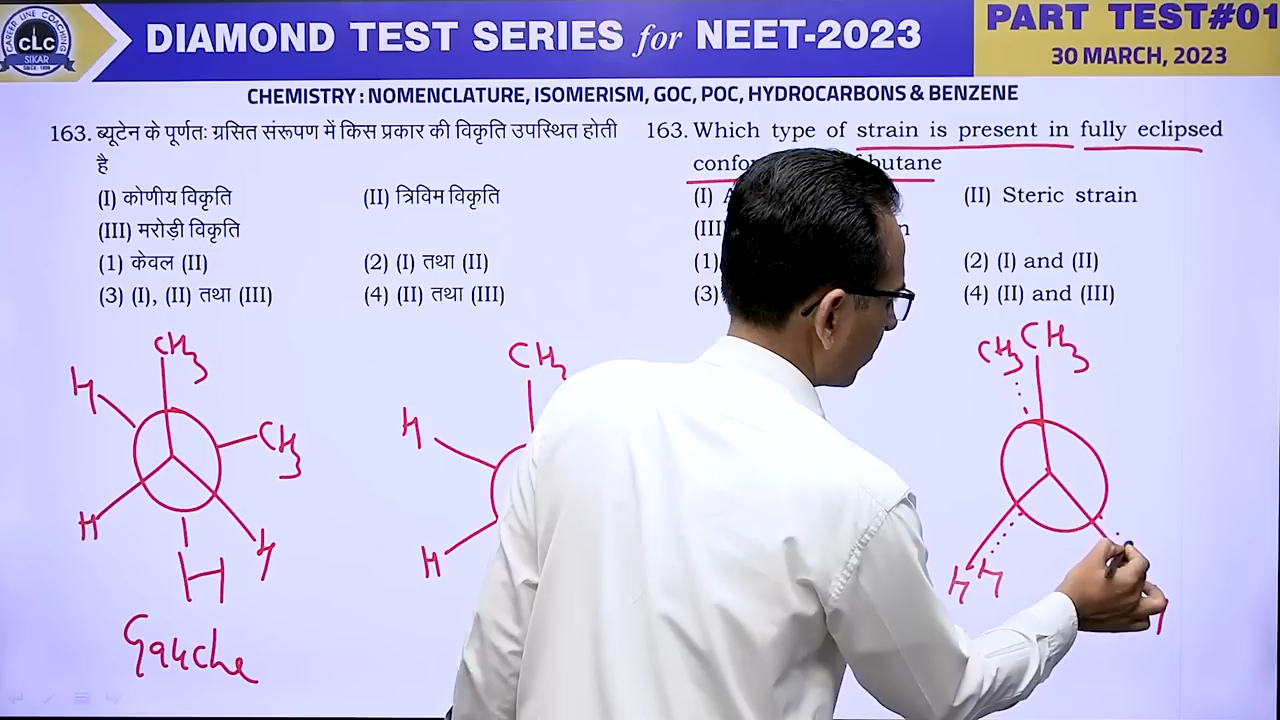 CAREER LINE COACHING
CLC
SIKAR
DIAMOND TEST SERIES for NEET-2023
PART TEST#01
30 MARCH, 2023
CHEMISTRY : NOMENCLATURE, ISOMERISM, GOC, POC, HYDROCARBONS & BENZENE
163. ब्यूटेन के पूर्णतः ग्रसित संरूपण में किस प्रकार की विकृति उपस्थित होती
है
(I) कोणीय विकृति (II) त्रिविम विकृति
(III) मरोड़ी विकृति
(1) केवल (II) (2) (I) तथा (II)
(3) (I), (II) तथा (III) (4) (II) तथा (III)
163. Which type of strain is present in fully eclipsed
butane
(I) (II) Steric strain
(III)
(1) (2) (I) and (II)
(3) (4) (II) and (III)
CH3
H
CH3
H
H
H
Gauche
CH3
H
H
CH3 CH3
H H